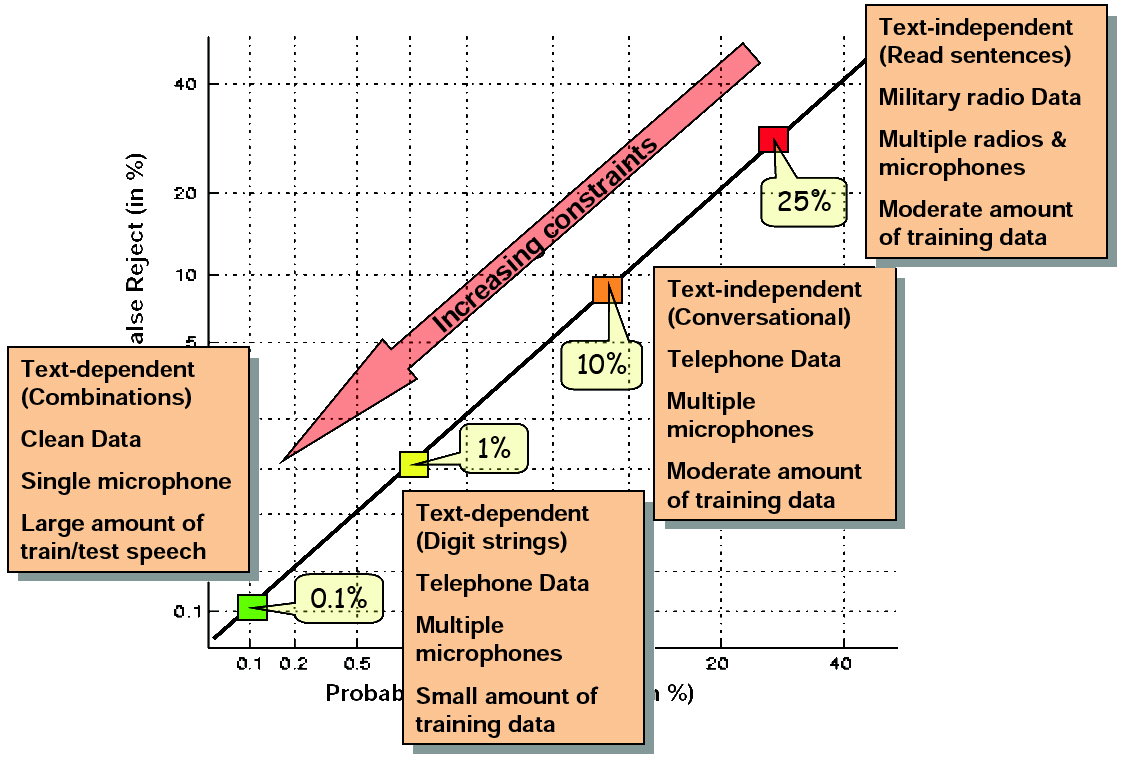 Text-independent
(Read sentences)
Military radio Data
Multiple radios &
microphones
Moderate amount
of training data
40
20
10
5
0.1
alse Reject (in %)
Increasing constraints
25%
10%
1%
0.1%
Text-independent
(Conversational)
Telephone Data
Multiple
microphones
Moderate amount
of training data
Text-dependent
(Combinations)
Clean Data
Single microphone
Large amount of
train/test speech
Text-dependent
(Digit strings)
Telephone Data
Multiple
microphones
Small amount of
training data
0.1 0.2 0.5 20 40
Probab %)